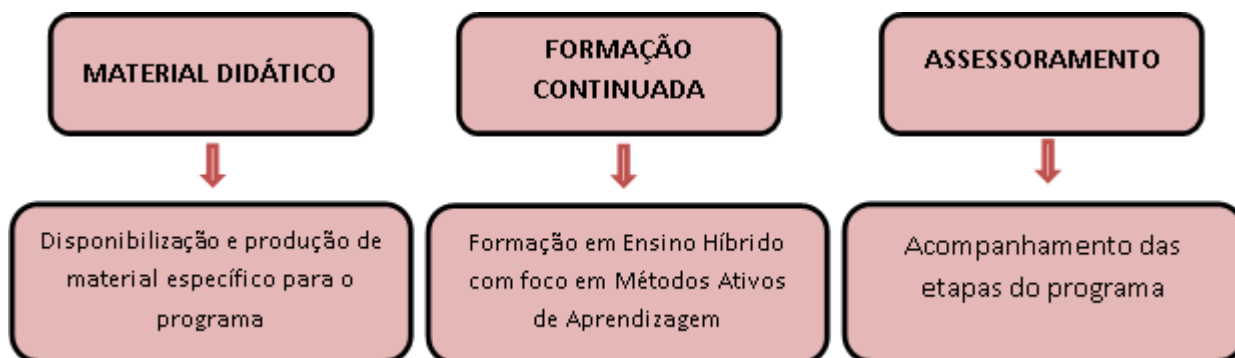 MATERIAL DIDÁTICO
Disponibilização e produção de
material específico para o
programa
FORMAÇÃO
CONTINUADA
Formação em Ensino Híbrido
com foco em Métodos Ativos
de Aprendizagem
ASSESSORAMENTO
Acompanhamento das
etapas do programa